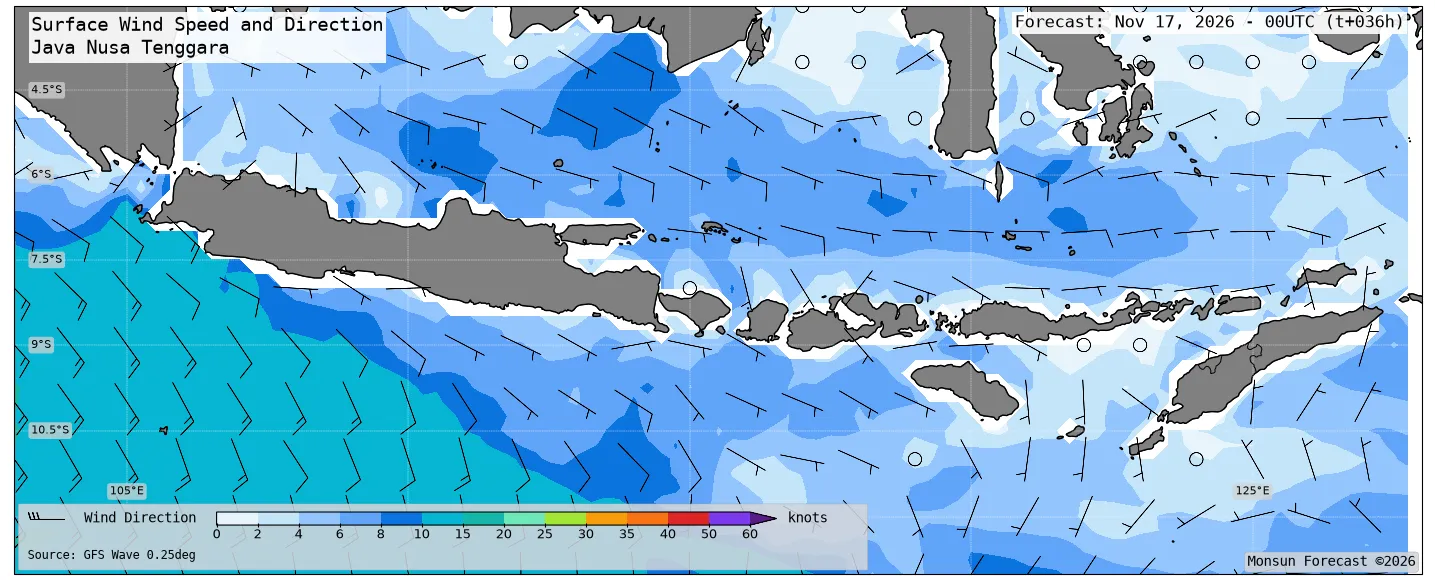 Surface Wind Speed and Direction
Java Nusa Tenggara
Forecast: Nov 17, 2026 - 00UTC (t+036h)
4.5°S
6°S
7.5°S
9°S
10.5°S
105°E
125°E
Wind Direction
0 2 4 6 8 10 15 20 25 30 35 40 50 60
knots
Source: GFS Wave 0.25deg
Monsun Forecast ©2026